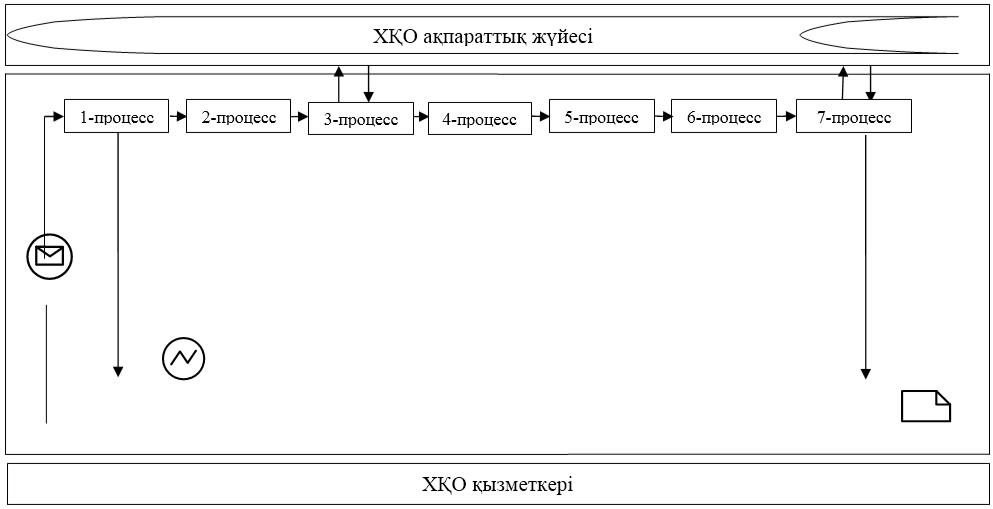 ХҚО ақпараттық жүйесі
1-процесс
2-процесс
3-процесс
4-процесс
5-процесс
6-процесс
7-процесс
ХҚО қызметкері